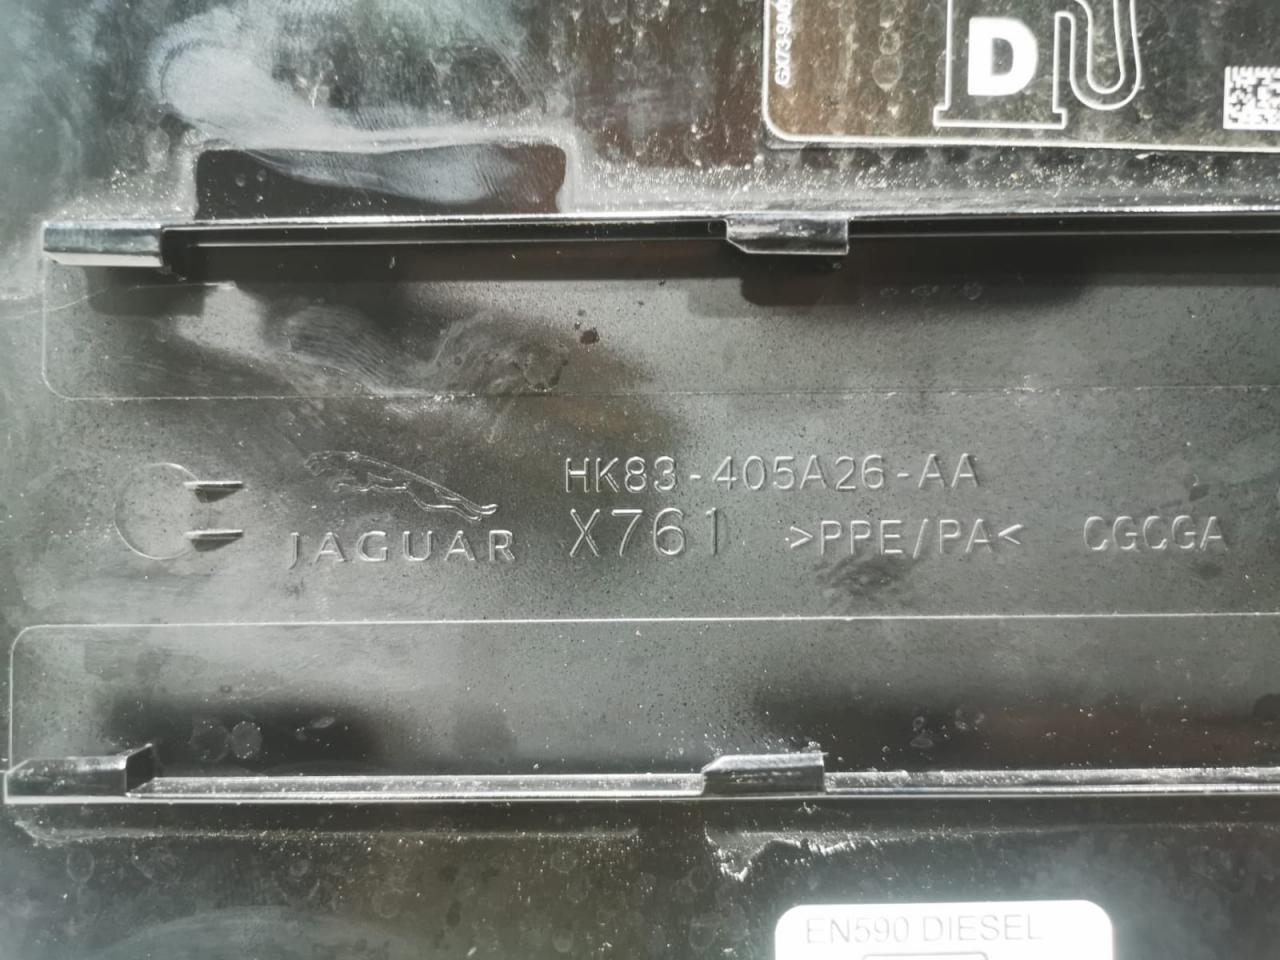 D
HK83-405A26-AA
JAGUAR X761 >PPE/PA< CGCGA
EN590 DIESEL